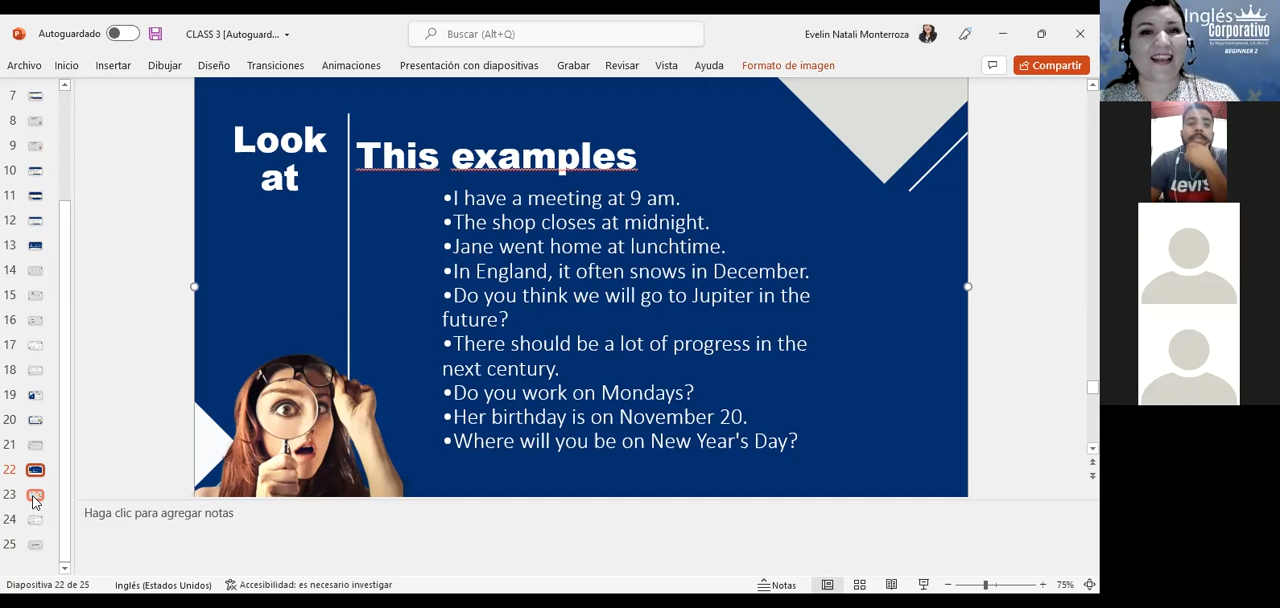 Autoguardado
CLASS 3 [Autoguard...
Buscar (Alt+Q)
Evelin Natali Monterroza
Archivo Inicio Insertar Dibujar Diseño Transiciones Animaciones Presentación con diapositivas Grabar Revisar Vista Ayuda Formato de imagen
Compartir
7
8
9
10
11
12
13
14
15
16
17
18
19
20
21
22
23
24
25
Look
at
This examples
•I have a meeting at 9 am.
•The shop closes at midnight.
•Jane went home at lunchtime.
•In England, it often snows in December.
•Do you think we will go to Jupiter in the
future?
•There should be a lot of progress in the
next century.
•Do you work on Mondays?
•Her birthday is on November 20.
•Where will you be on New Year's Day?
Haga clic para agregar notas
Diapositiva 22 de 25 Inglés (Estados Unidos) Accesibilidad: es necesario investigar Notas 75%
Inglés
Corporativo
BEGINNER 2
LEVI'S